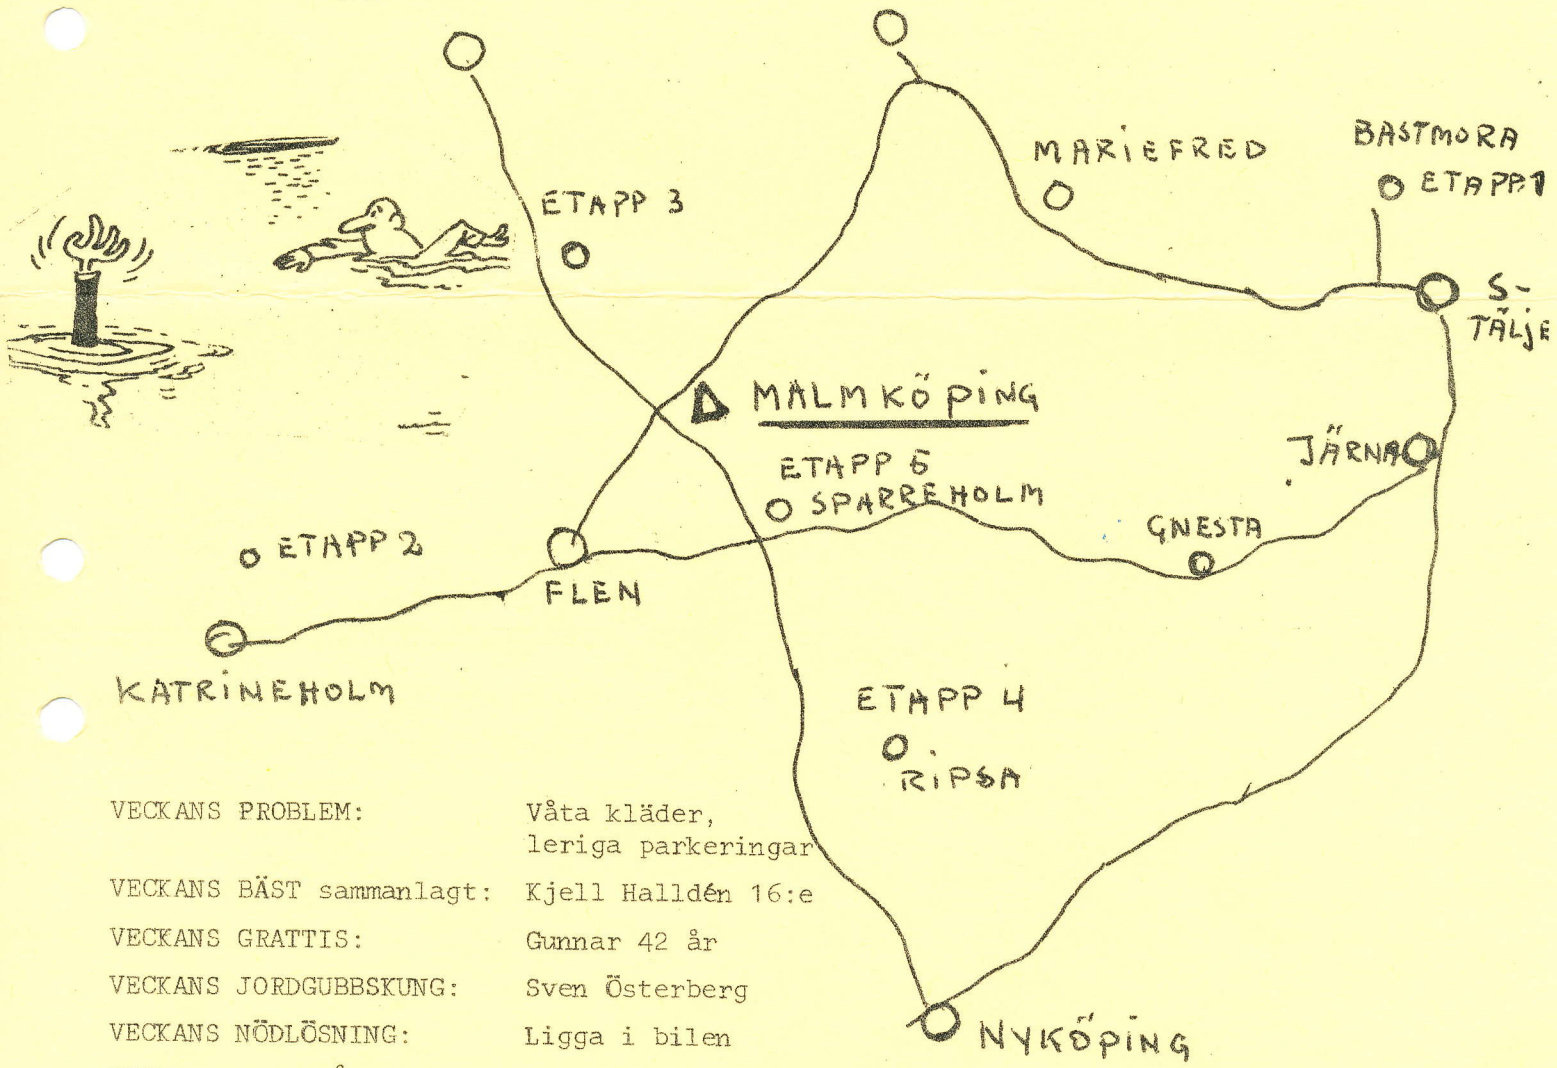 MARIEFRED
BASTMORA
ETAPP 1
ETAPP 3
S-
TÄLJE
MALMKÖPING
JÄRNA
ETAPP 5
SPARREHOLM
GNESTA
ETAPP 2
FLEN
KATRINEHOLM
ETAPP 4
RIPSA
VECKANS PROBLEM: Våta kläder,
leriga parkeringar
VECKANS BÄST sammanlagt: Kjell Halldén 16:e
VECKANS GRATTIS: Gunnar 42 år
VECKANS JORDGUBBSKUNG: Sven Österberg
VECKANS NÖDLÖSNING: Ligga i bilen
NYKÖPING